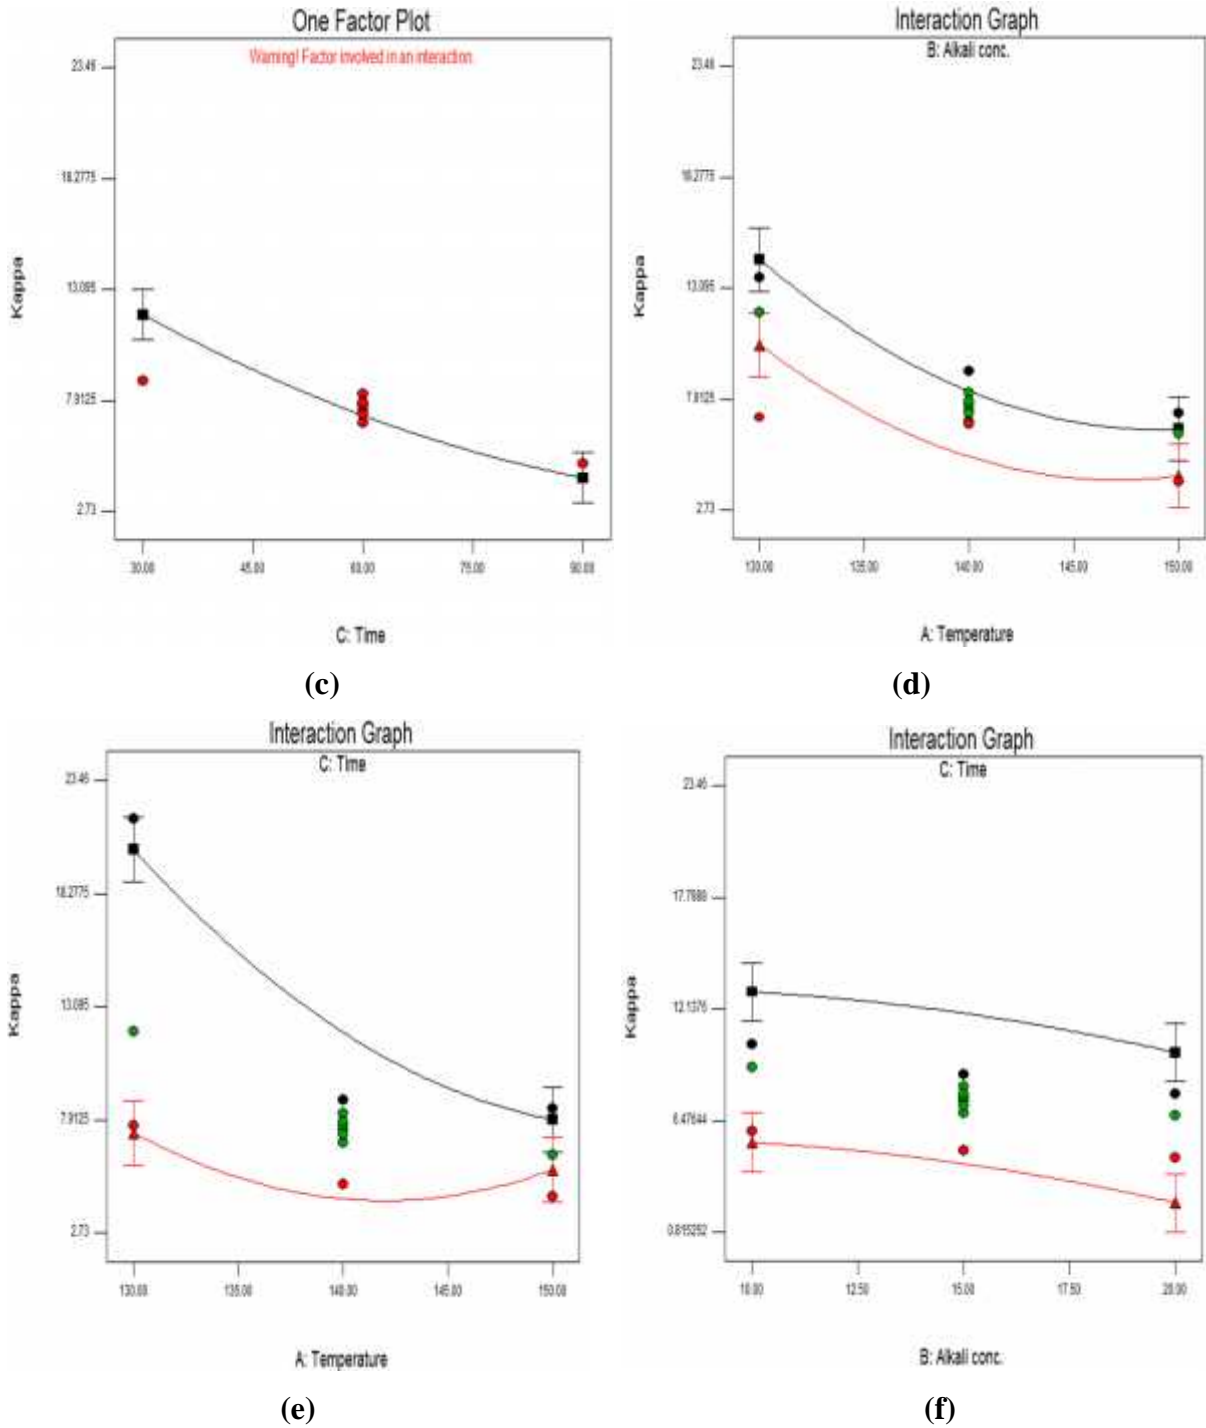 One Factor Plot
Warning! Factor involved in an interaction.
23.46
18.2775
13.095
7.9125
2.73
Kappa
30.00 45.00 60.00 75.00 90.00
C: Time
(c)
Interaction Graph
B: Alkali conc.
23.46
18.2775
13.095
7.9125
2.73
Kappa
130.00 135.00 140.00 145.00 150.00
A: Temperature
(d)
Interaction Graph
C: Time
23.46
18.2775
13.095
7.9125
2.73
Kappa
130.00 135.00 140.00 145.00 150.00
A: Temperature
(e)
Interaction Graph
C: Time
23.46
12.1376
6.47644
0.815252
Kappa
10.00 12.50 15.00 17.50 20.00
B: Alkali conc.
(f)